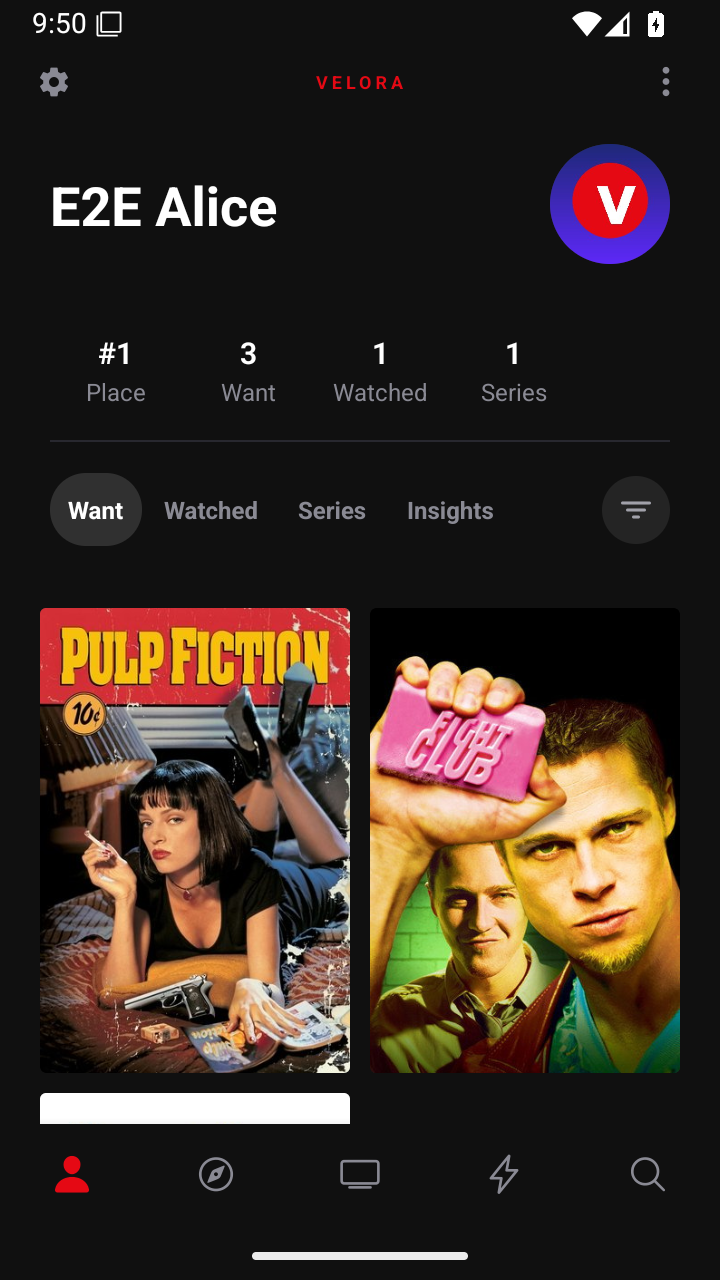 9:50
VELORA
E2E Alice
V
#1 3 1 1
Place Want Watched Series
Want Watched Series Insights
PULP FICTION
10¢
FIGHT
CLUB